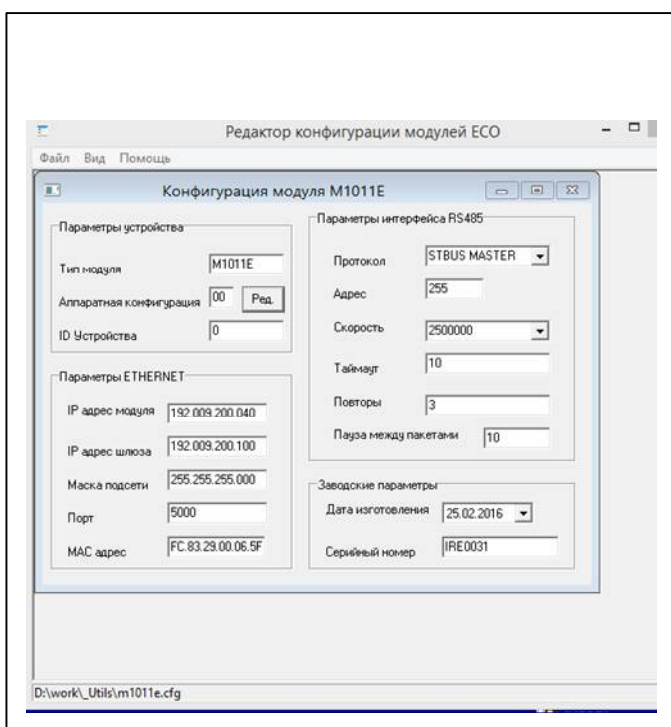 Редактор конфигурации модулей ECO
Файл Вид Помощь
Конфигурация модуля M1011E
Параметры устройства
Тип модуля M1011E
Аппаратная конфигурация 00 Ред.
ID Устройства 0
Параметры ETHERNET
IP адрес модуля 192.009.200.040
IP адрес шлюза 192.009.200.100
Маска подсети 255.255.255.000
Порт 5000
MAC адрес FC.83.29.00.06.5F
Параметры интерфейса RS485
Протокол STBUS MASTER
Адрес 255
Скорость 2500000
Таймаут 10
Повторы 3
Пауза между пакетами 10
Заводские параметры
Дата изготовления 25.02.2016
Серийный номер IRE0031
D:\work\_Utils\m1011e.cfg